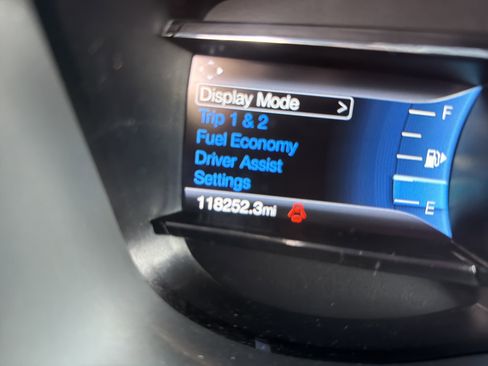 Display Mode >
Trip 1 & 2
Fuel Economy
Driver Assist
Settings
118252.3mi
F
E